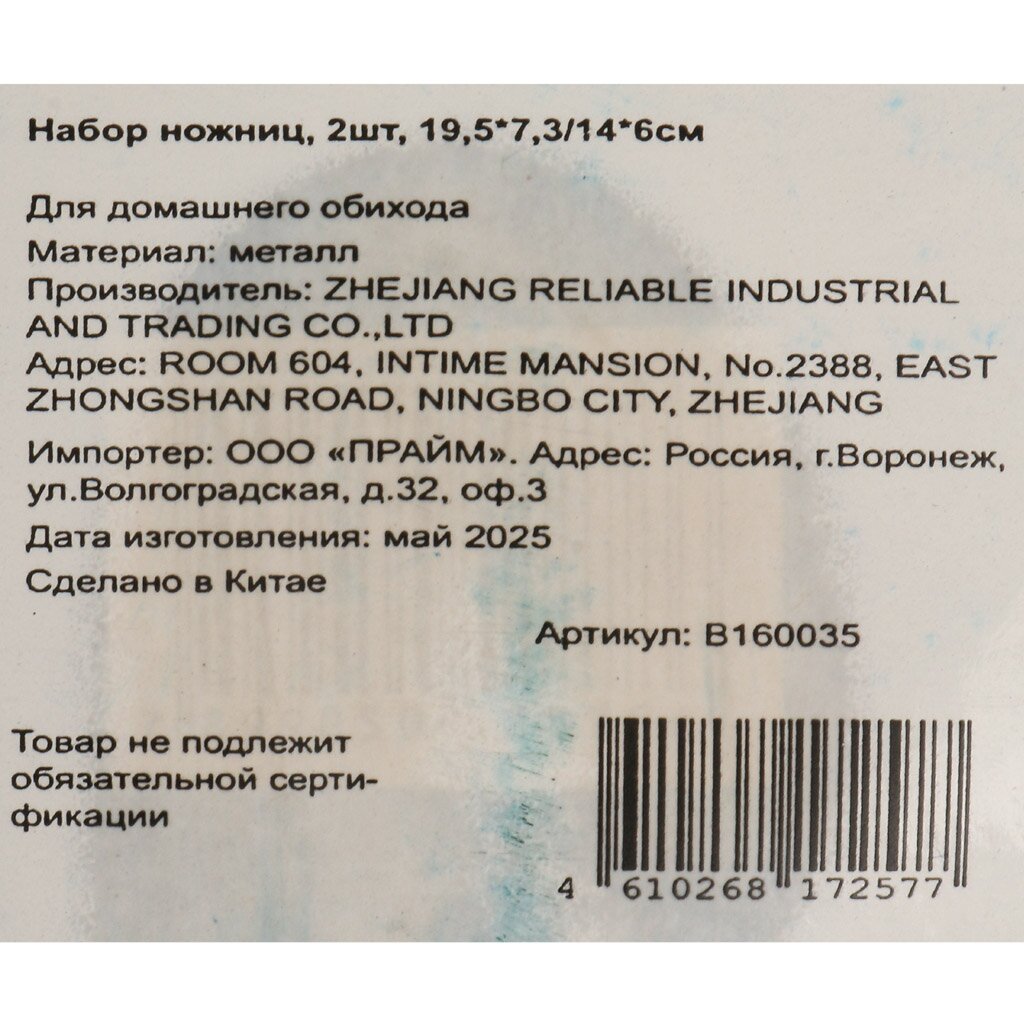 Набор ножниц, 2шт, 19,5*7,3/14*6см
Для домашнего обихода
Материал: металл
Производитель: ZHEJIANG RELIABLE INDUSTRIAL
AND TRADING CO.,LTD
Адрес: ROOM 604, INTIME MANSION, No.2388, EAST
ZHONGSHAN ROAD, NINGBO CITY, ZHEJIANG
Импортер: ООО «ПРАЙМ». Адрес: Россия, г.Воронеж,
ул.Волгоградская, д.32, оф.3
Дата изготовления: май 2025
Сделано в Китае
Артикул: B160035
Товар не подлежит
обязательной серти-
фикации
4 610268 172577